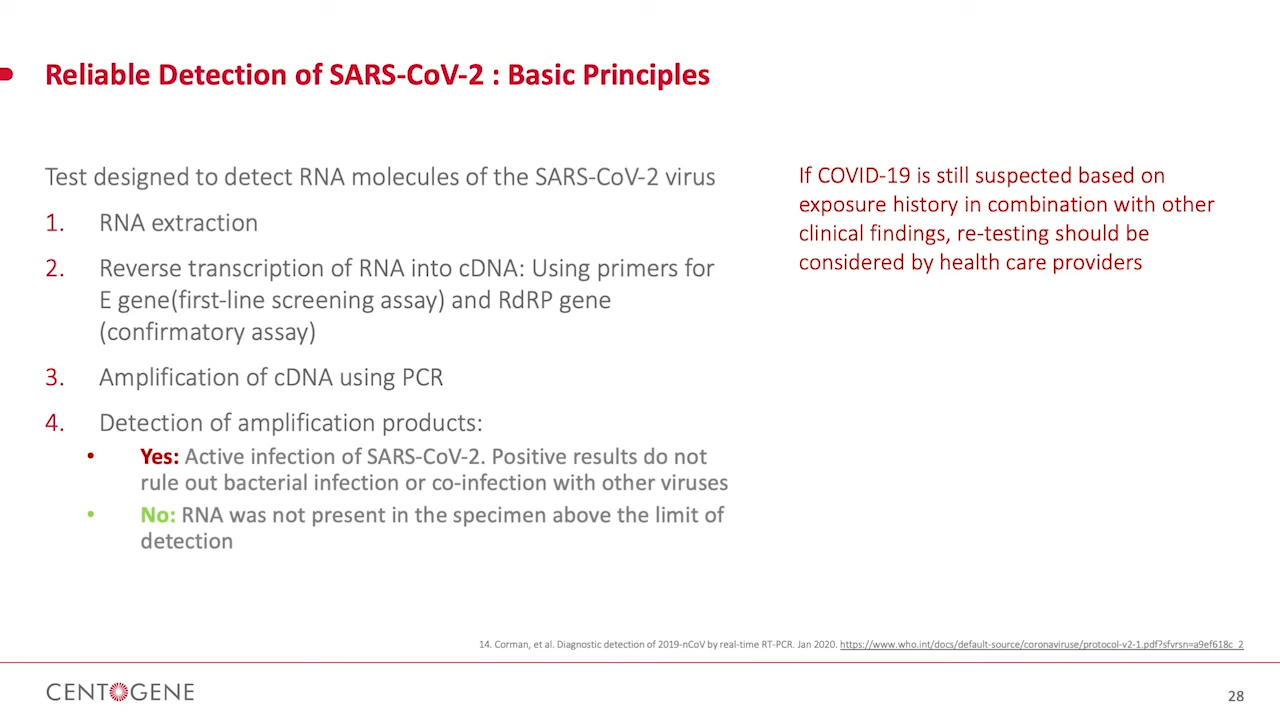 Reliable Detection of SARS-CoV-2 : Basic Principles
Test designed to detect RNA molecules of the SARS-CoV-2 virus
1. RNA extraction
2. Reverse transcription of RNA into cDNA: Using primers for
E gene(first-line screening assay) and RdRP gene
(confirmatory assay)
3. Amplification of cDNA using PCR
4. Detection of amplification products:
• Yes: Active infection of SARS-CoV-2. Positive results do not
rule out bacterial infection or co-infection with other viruses
• No: RNA was not present in the specimen above the limit of
detection
If COVID-19 is still suspected based on
exposure history in combination with other
clinical findings, re-testing should be
considered by health care providers
14. Corman, et al. Diagnostic detection of 2019-nCoV by real-time RT-PCR. Jan 2020. https://www.who.int/docs/default-source/coronaviruse/protocol-v2-1.pdf?sfvrsn=a9ef618c_2
CENTOGENE
28